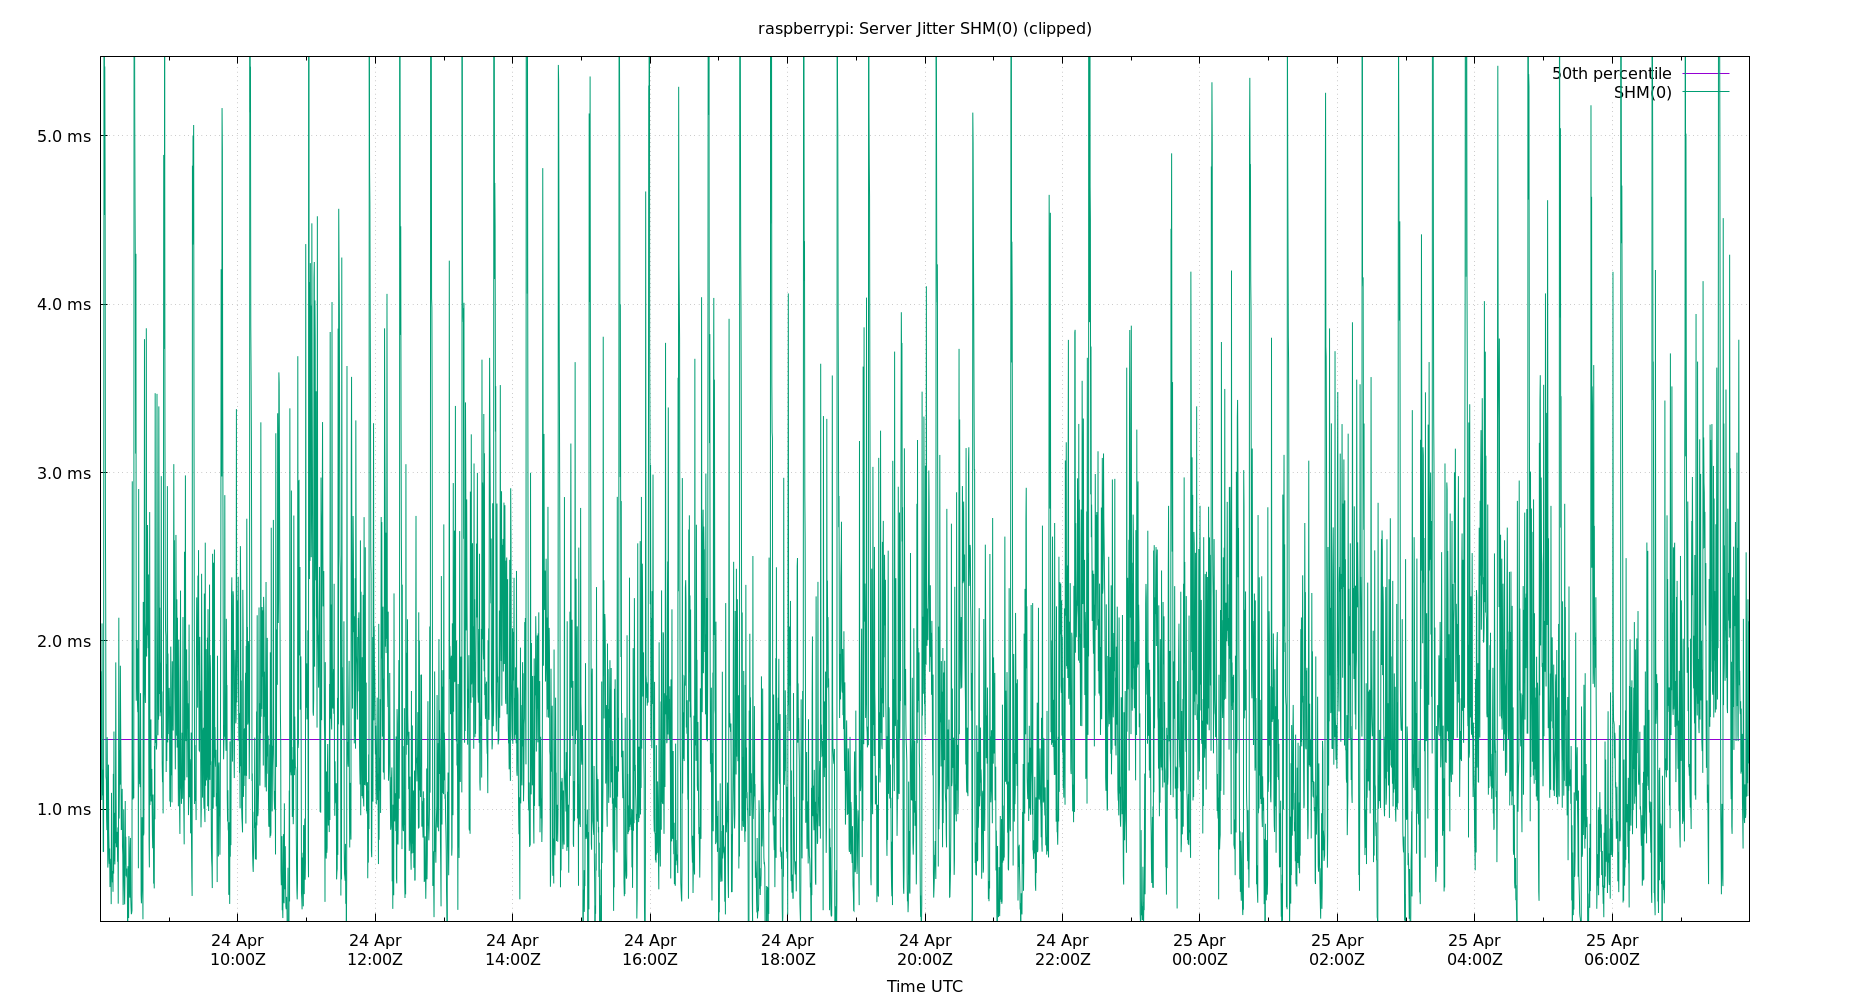 raspberrypi: Server Jitter SHM(0) (clipped)
50th percentile
SHM(0)
5.0 ms
4.0 ms
3.0 ms
2.0 ms
1.0 ms
24 Apr 24 Apr 24 Apr 24 Apr 24 Apr 24 Apr 24 Apr 25 Apr 25 Apr 25 Apr 25 Apr
10:00Z 12:00Z 14:00Z 16:00Z 18:00Z 20:00Z 22:00Z 00:00Z 02:00Z 04:00Z 06:00Z
Time UTC